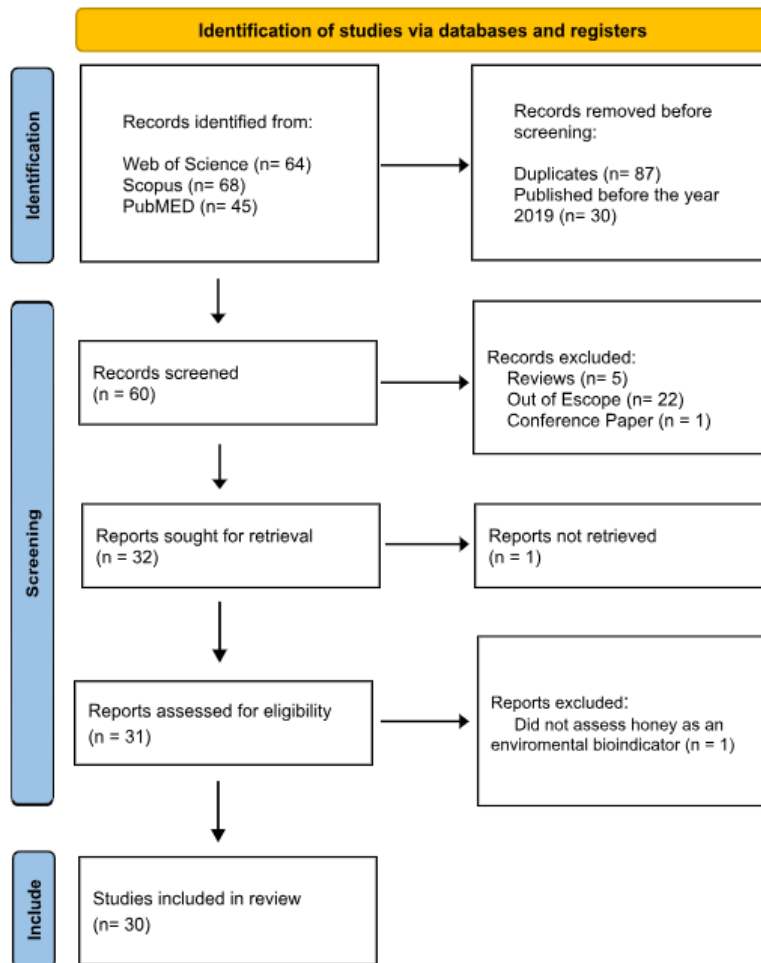 Identification of studies via databases and registers
Identification
Records identified from:
Web of Science (n= 64)
Scopus (n= 68)
PubMED (n= 45)
Records removed before
screening:
Duplicates (n= 87)
Published before the year
2019 (n= 30)
Screening
Records screened
(n = 60)
Records excluded:
Reviews (n= 5)
Out of Escope (n= 22)
Conference Paper (n = 1)
Reports sought for retrieval
(n = 32)
Reports not retrieved
(n = 1)
Reports assessed for eligibility
(n = 31)
Reports excluded:
Did not assess honey as an
enviromental bioindicator (n = 1)
Include
Studies included in review
(n= 30)